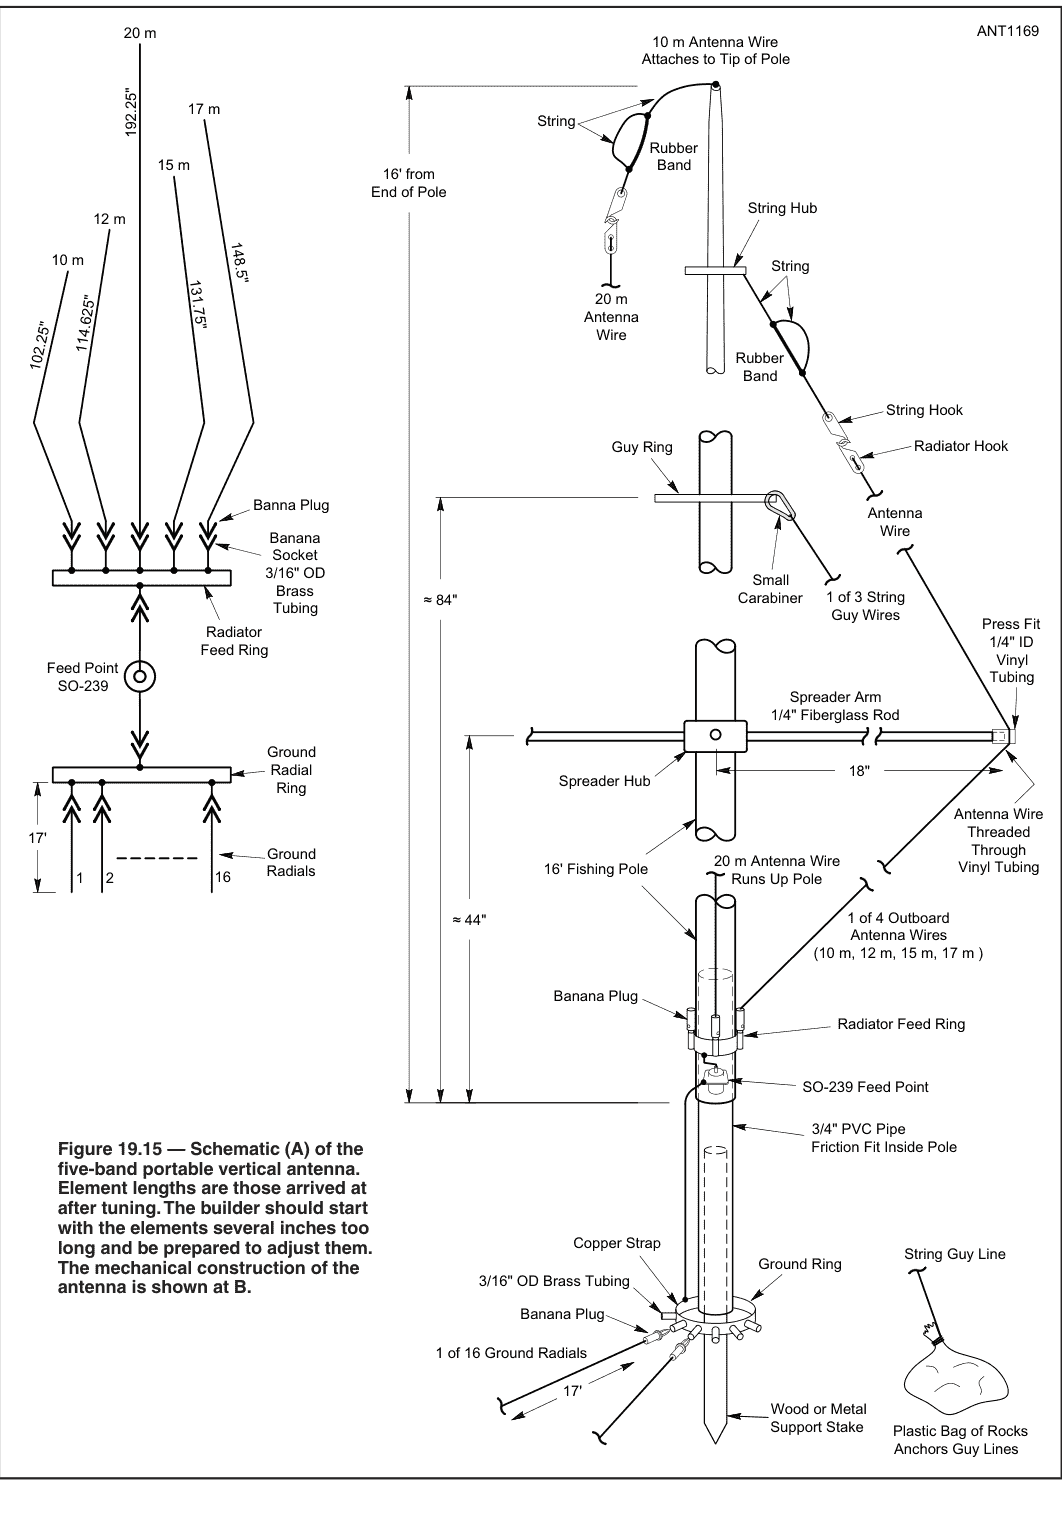 ANT1169
20 m
192.25"
17 m
148.5"
15 m
131.75"
12 m
114.625"
10 m
102.25"
Banna Plug
Banana
Socket
3/16" OD
Brass
Tubing
Radiator
Feed Ring
Feed Point
SO-239
Ground
Radial
Ring
17'
1
2
16
Ground
Radials
10 m Antenna Wire
Attaches to Tip of Pole
String
Rubber
Band
16' from
End of Pole
20 m
Antenna
Wire
String Hub
String
Rubber
Band
String Hook
Radiator Hook
Antenna
Wire
Guy Ring
Small
Carabiner
1 of 3 String
Guy Wires
≈ 84"
Press Fit
1/4" ID
Vinyl
Tubing
Spreader Arm
1/4" Fiberglass Rod
Spreader Hub
18"
Antenna Wire
Threaded
Through
Vinyl Tubing
16' Fishing Pole
20 m Antenna Wire
Runs Up Pole
≈ 44"
1 of 4 Outboard
Antenna Wires
(10 m, 12 m, 15 m, 17 m )
Banana Plug
Radiator Feed Ring
SO-239 Feed Point
3/4" PVC Pipe
Friction Fit Inside Pole
Copper Strap
Ground Ring
3/16" OD Brass Tubing
Banana Plug
1 of 16 Ground Radials
17'
Wood or Metal
Support Stake
String Guy Line
Plastic Bag of Rocks
Anchors Guy Lines
Figure 19.15 — Schematic (A) of the
five-band portable vertical antenna.
Element lengths are those arrived at
after tuning. The builder should start
with the elements several inches too
long and be prepared to adjust them.
The mechanical construction of the
antenna is shown at B.